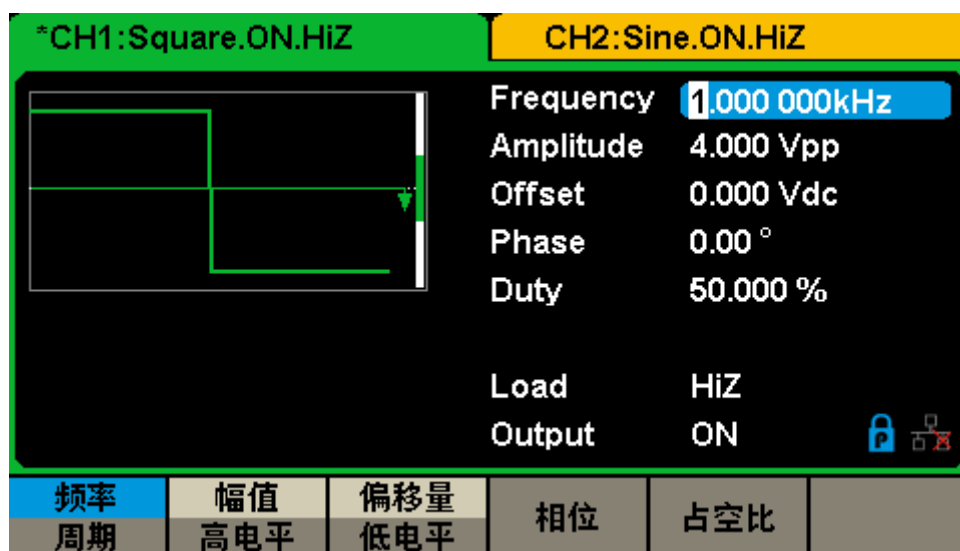 *CH1:Square.ON.HiZ
CH2:Sine.ON.HiZ
Frequency 1.000 000kHz
Amplitude 4.000 Vpp
Offset 0.000 Vdc
Phase 0.00 °
Duty 50.000 %
Load HiZ
Output ON
P
频率 幅值 偏移量 相位 占空比
周期 高电平 低电平